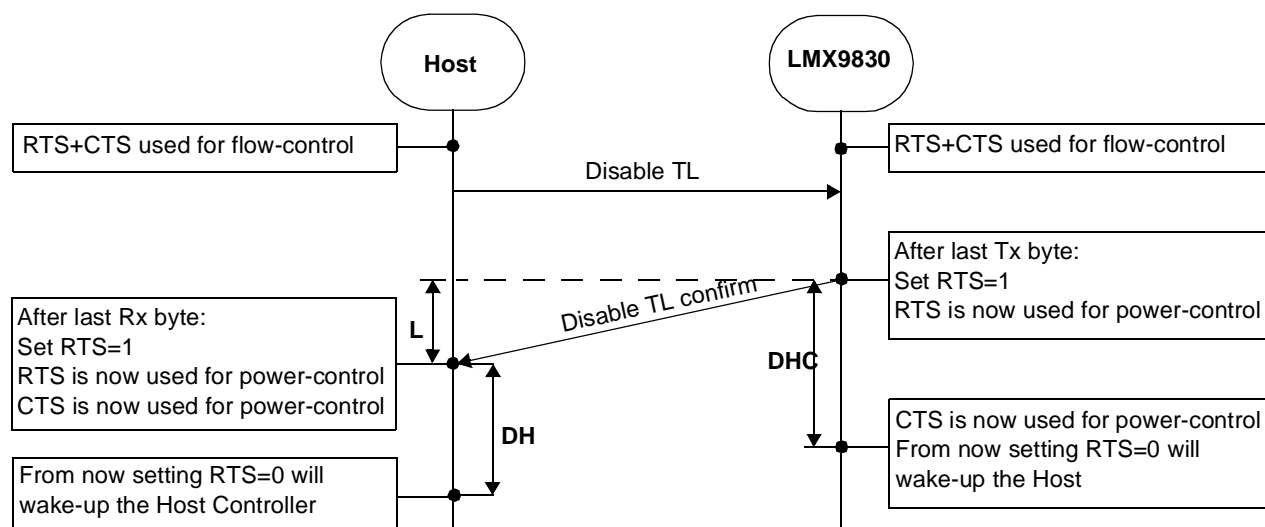 Host
LMX9830
RTS+CTS used for flow-control
RTS+CTS used for flow-control
Disable TL
After last Tx byte:
Set RTS=1
RTS is now used for power-control
Disable TL confirm
L
After last Rx byte:
Set RTS=1
RTS is now used for power-control
CTS is now used for power-control
DHC
DH
CTS is now used for power-control
From now setting RTS=0 will
wake-up the Host
From now setting RTS=0 will
wake-up the Host Controller